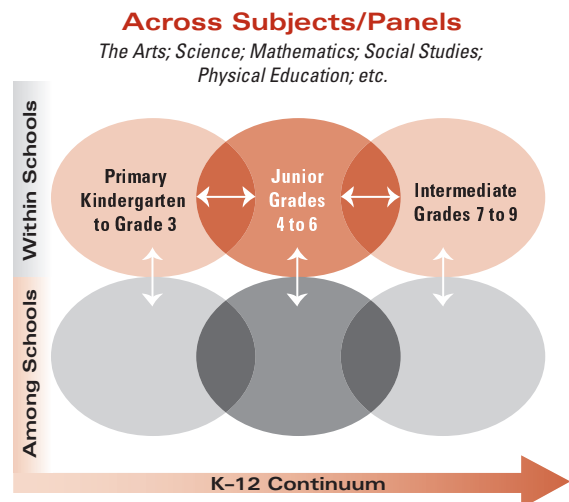 Across Subjects/Panels
The Arts; Science; Mathematics; Social Studies;
Physical Education; etc.
Within Schools
Primary
Kindergarten
to Grade 3
Junior
Grades
4 to 6
Intermediate
Grades 7 to 9
Among Schools
K–12 Continuum